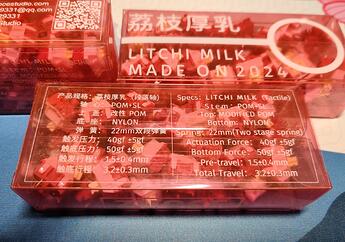 studio
荔枝厚乳
LITCHI MILK
MADE ON 2024
产品规格：荔枝厚乳（段落轴）
轴心：POM+SL
上盖：改性 POM
底座：NYLON
弹簧：22mm双段弹簧
触发压力：40gf ±5gf
触底压力：50gf ±5gf
触发行程：1.5±0.4mm
触底行程：3.2±0.3mm
Specs: LITCHI MILK (Tactile)
Stem: POM+SL
Top: MODIFIED POM
Bottom: NYLON
Spring: 22mm(Two stage spring)
Actuation Force: 40gf ±5gf
Bottom Force: 50gf ±5gf
Pre-travel: 1.5±0.4mm
Total-Travel: 3.2±0.3mm